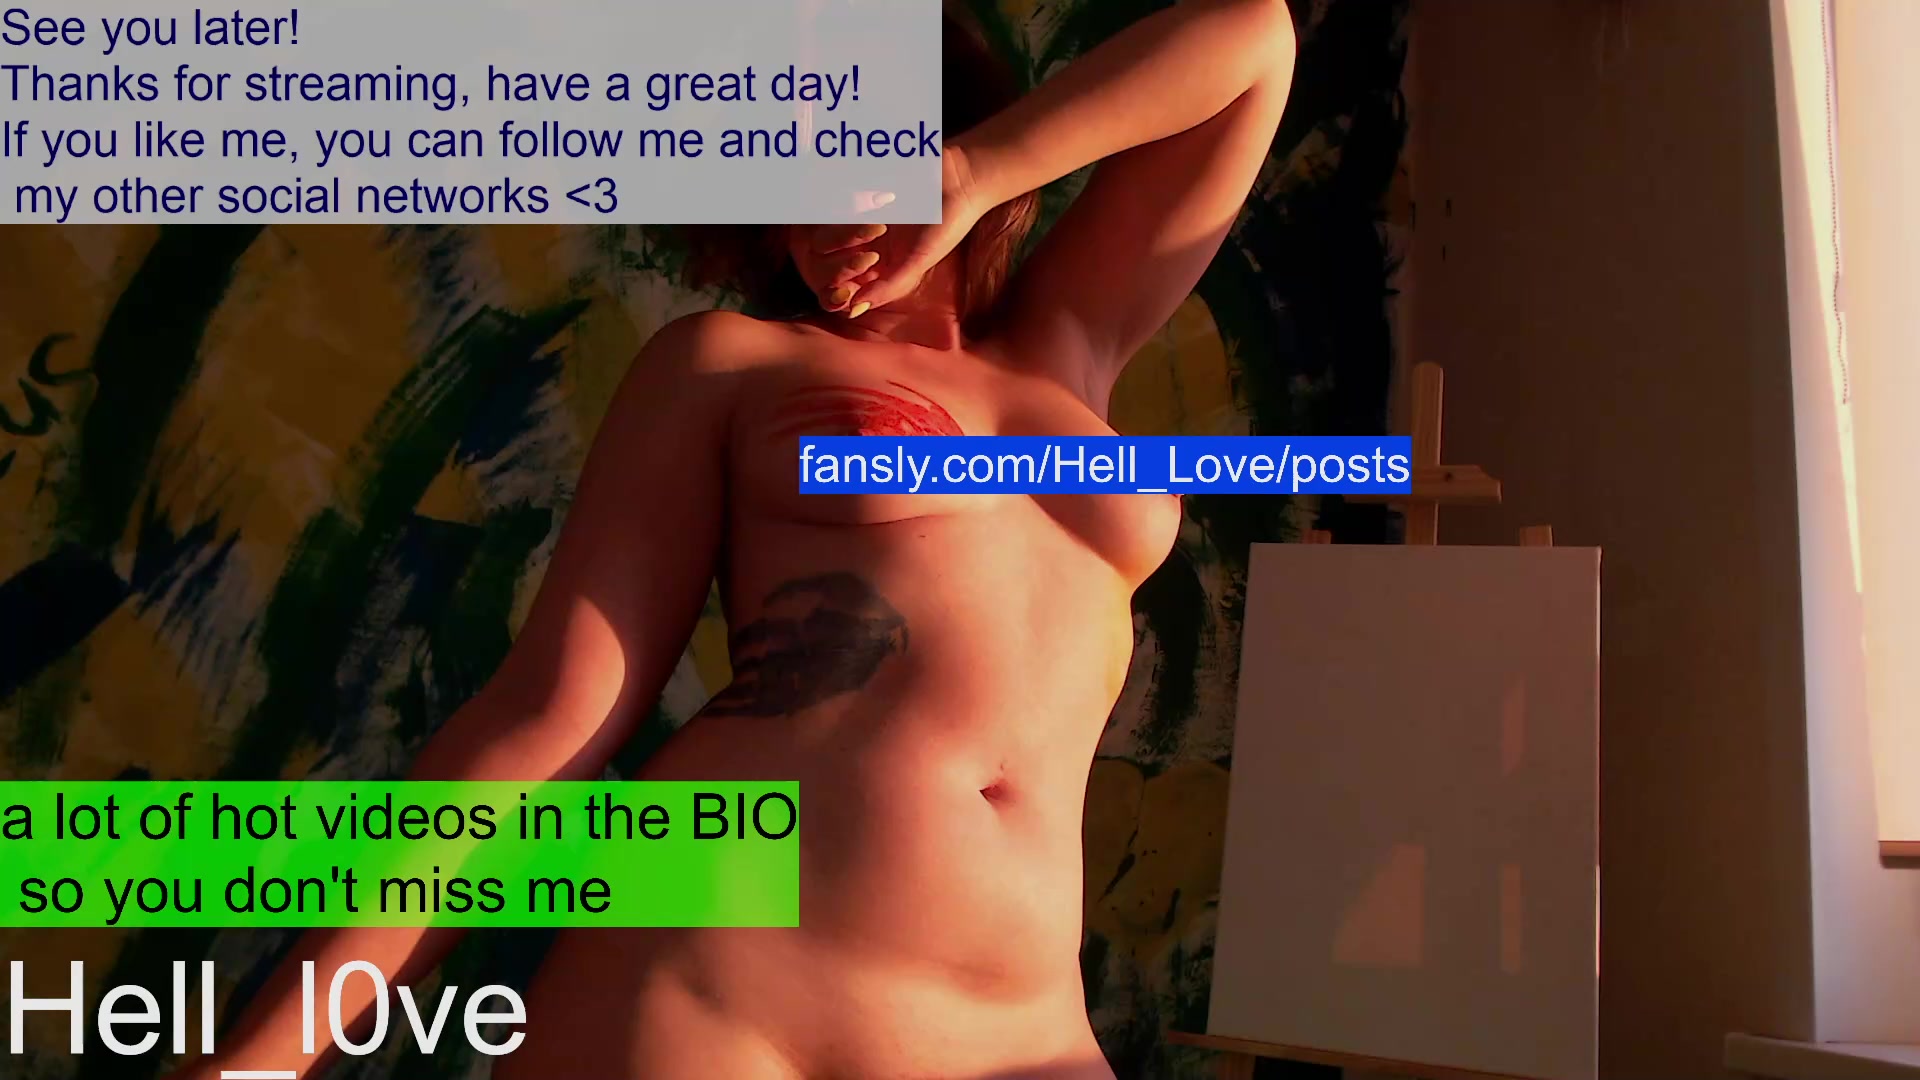 See you later!
Thanks for streaming, have a great day!
If you like me, you can follow me and check
my other social networks <3
fansly.com/Hell_Love/posts
a lot of hot videos in the BIO
so you don't miss me
Hell_l0ve